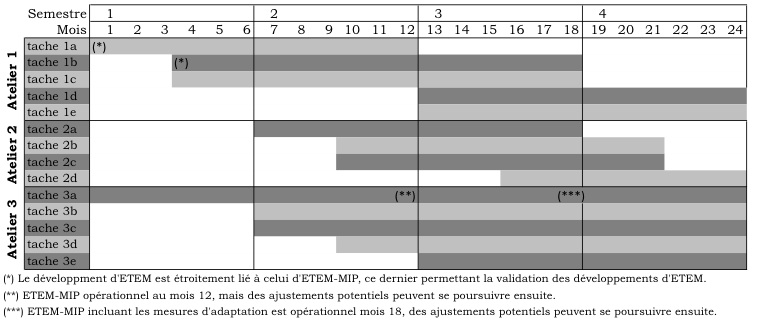 Semestre 1 2 3 4
Mois 1 2 3 4 5 6 7 8 9 10 11 12 13 14 15 16 17 18 19 20 21 22 23 24
Atelier 1
tache 1a (*)
tache 1b (*)
tache 1c
tache 1d
tache 1e
Atelier 2
tache 2a
tache 2b
tache 2c
tache 2d
Atelier 3
tache 3a (**) (***)
tache 3b
tache 3c
tache 3d
tache 3e
(*) Le développment d'ETEM est étroitement lié à celui d'ETEM-MIP, ce dernier permettant la validation des développements d'ETEM.
(**) ETEM-MIP opérationnel au mois 12, mais des ajustements potentiels peuvent se poursuivre ensuite.
(***) ETEM-MIP incluant les mesures d'adaptation est opérationnel mois 18, des ajustements potentiels peuvent se poursuivre ensuite.